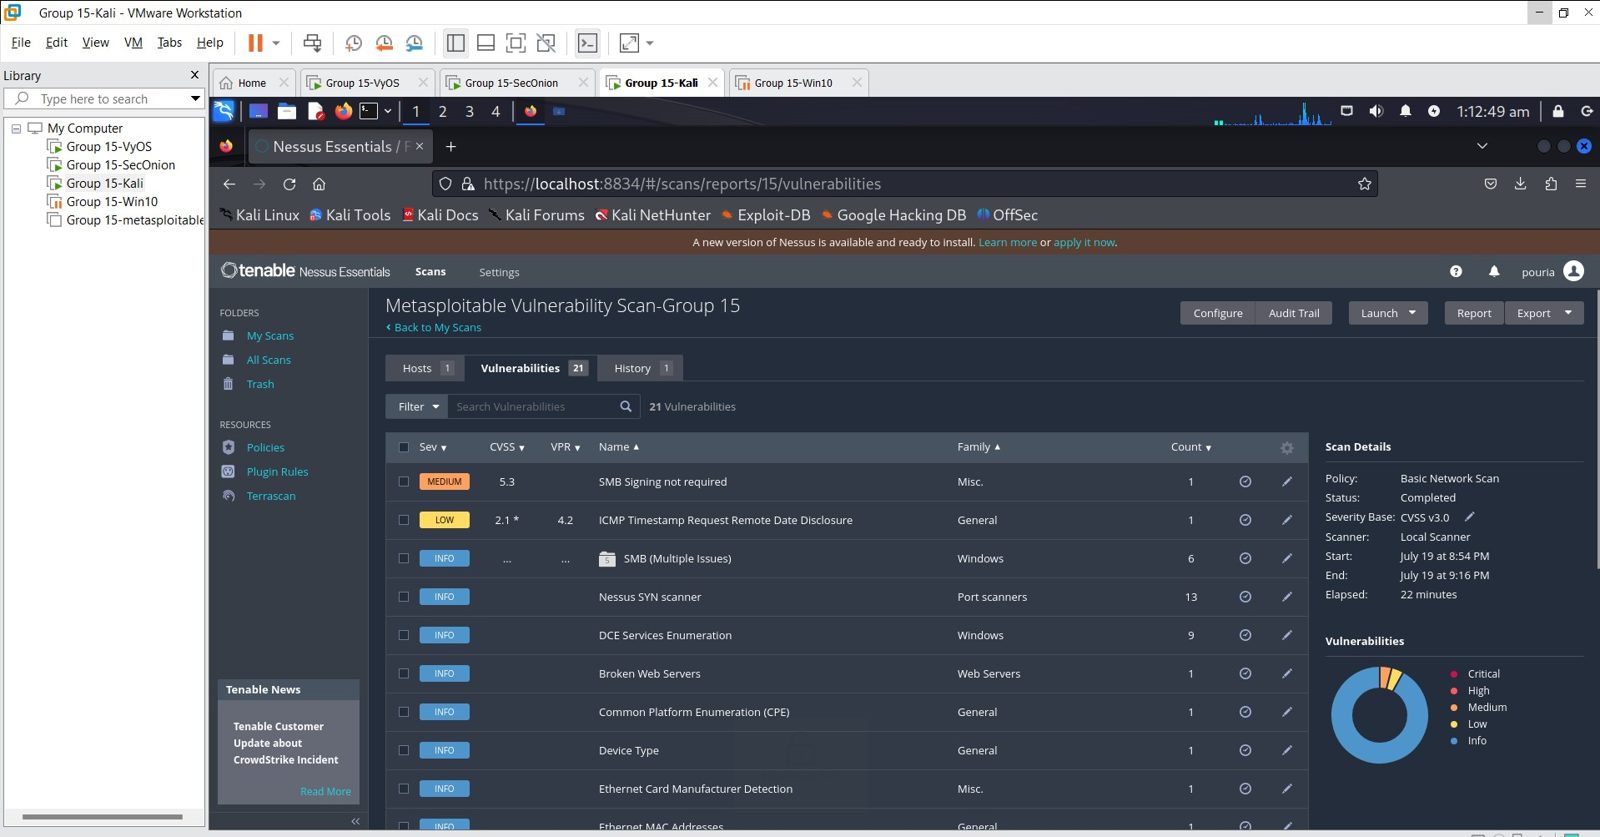 Group 15-Kali - VMware Workstation
File Edit View VM Tabs Help
Library
Type here to search
My Computer
Group 15-VyOS
Group 15-SecOnion
Group 15-Kali
Group 15-Win10
Group 15-metasploitable
Home Group 15-VyOS Group 15-SecOnion Group 15-Kali Group 15-Win10
1 2 3 4 1:12:49 am
Nessus Essentials / F
https://localhost:8834/#/scans/reports/15/vulnerabilities
Kali Linux Kali Tools Kali Docs Kali Forums Kali NetHunter Exploit-DB Google Hacking DB OffSec
A new version of Nessus is available and ready to install. Learn more or apply it now.
tenable Nessus Essentials Scans Settings pouria
FOLDERS
My Scans
All Scans
Trash
RESOURCES
Policies
Plugin Rules
Terrascan
Tenable News
Tenable Customer
Update about
CrowdStrike Incident
Read More
Metasploitable Vulnerability Scan-Group 15
Back to My Scans
Configure Audit Trail Launch Report Export
Hosts 1 Vulnerabilities 21 History 1
Filter Search Vulnerabilities 21 Vulnerabilities
Sev CVSS VPR Name Family Count
MEDIUM 5.3 SMB Signing not required Misc. 1
LOW 2.1 * 4.2 ICMP Timestamp Request Remote Date Disclosure General 1
INFO ... ... 5 SMB (Multiple Issues) Windows 6
INFO Nessus SYN scanner Port scanners 13
INFO DCE Services Enumeration Windows 9
INFO Broken Web Servers Web Servers 1
INFO Common Platform Enumeration (CPE) General 1
INFO Device Type General 1
INFO Ethernet Card Manufacturer Detection Misc. 1
INFO Ethernet MAC Addresses General 1
Scan Details
Policy: Basic Network Scan
Status: Completed
Severity Base: CVSS v3.0
Scanner: Local Scanner
Start: July 19 at 8:54 PM
End: July 19 at 9:16 PM
Elapsed: 22 minutes
Vulnerabilities
Critical
High
Medium
Low
Info